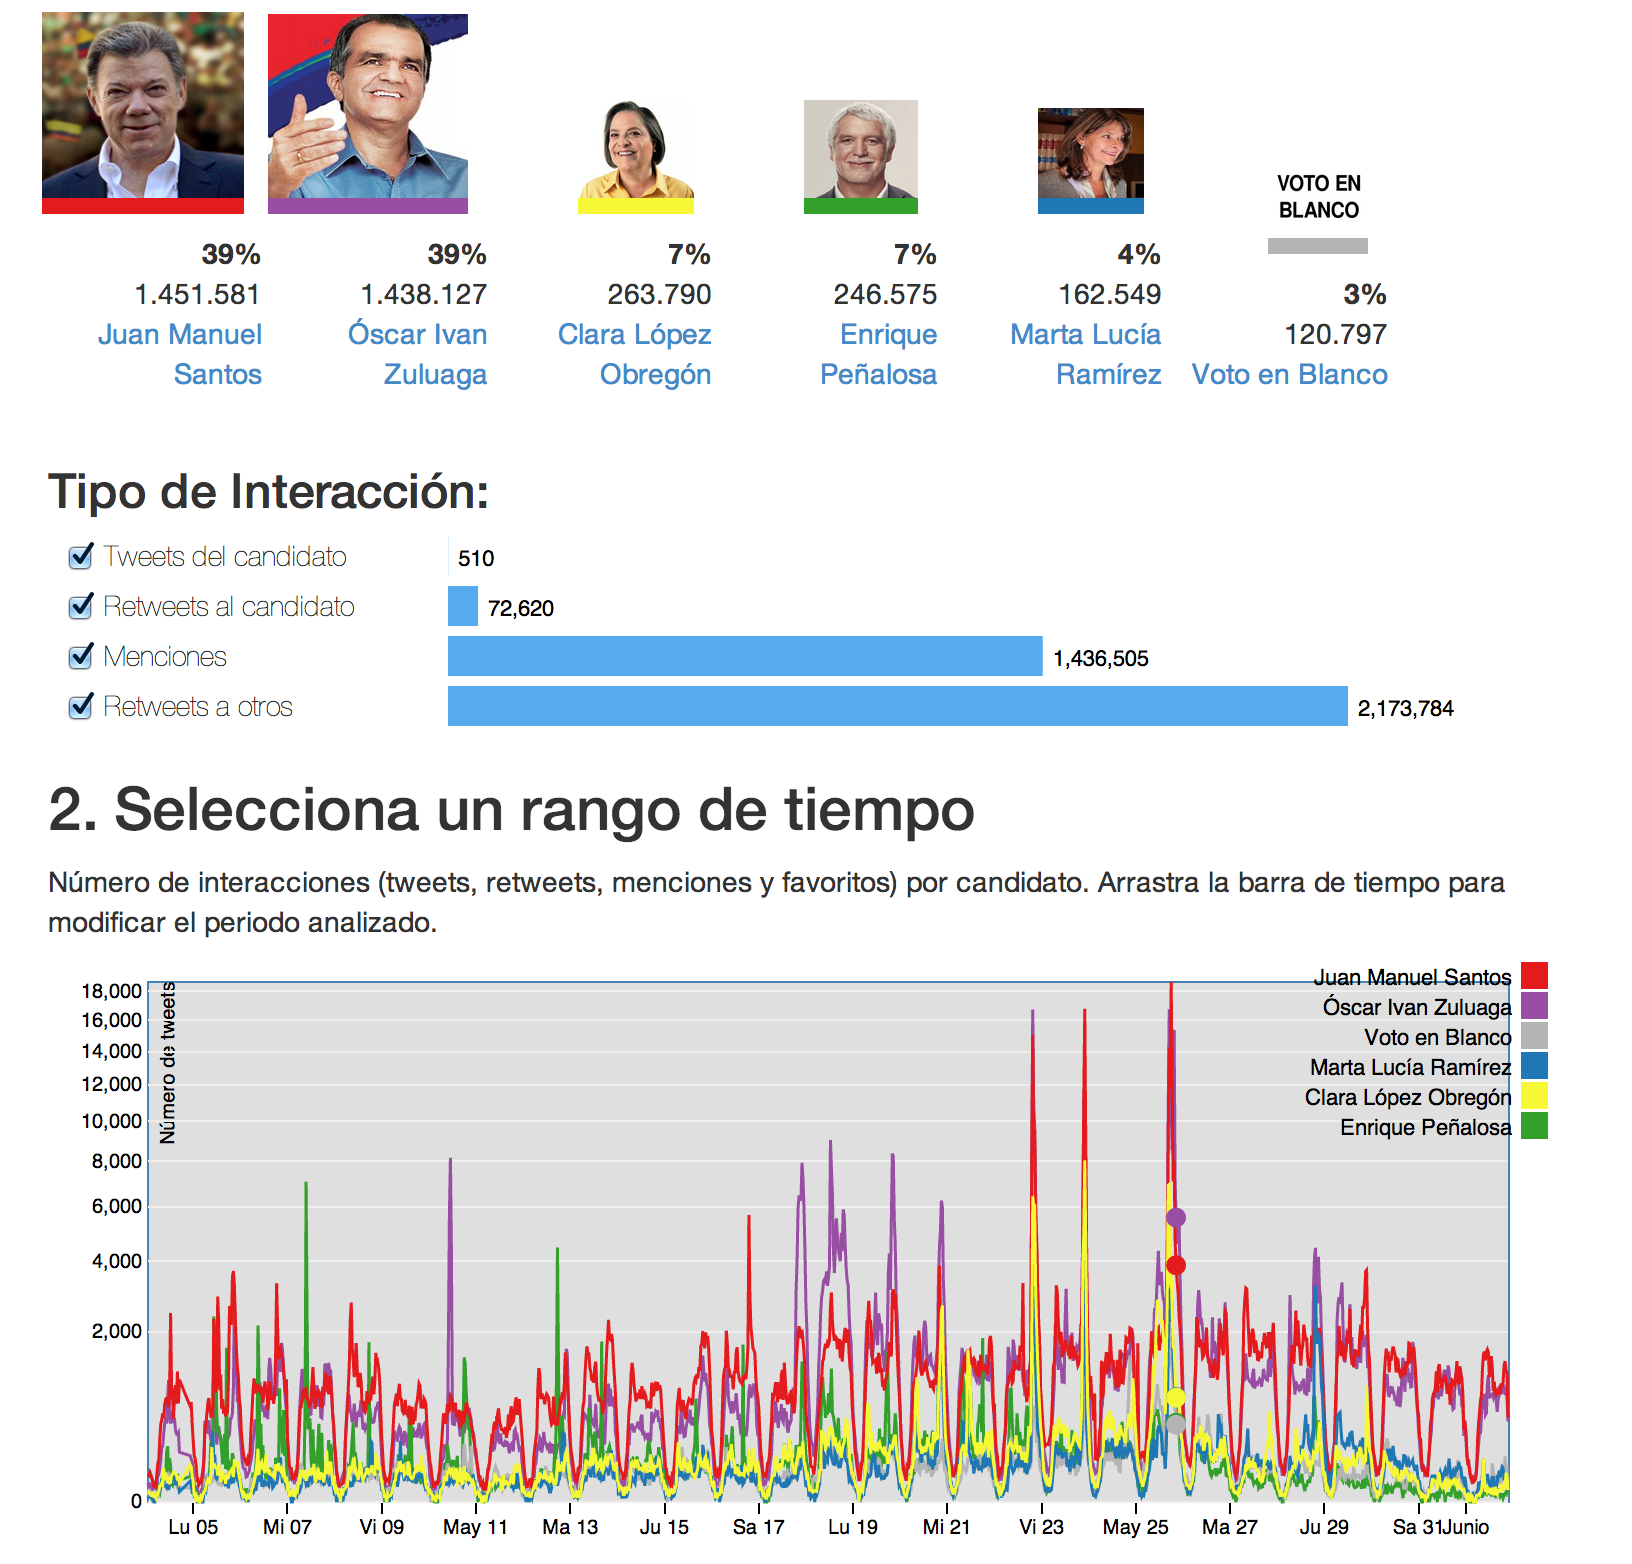 VOTO EN
BLANCO
39%
1.451.581
Juan Manuel
Santos
39%
1.438.127
Óscar Ivan
Zuluaga
7%
263.790
Clara López
Obregón
7%
246.575
Enrique
Peñalosa
4%
162.549
Marta Lucía
Ramírez
3%
120.797
Voto en Blanco
Tipo de Interacción:
Tweets del candidato 510
Retweets al candidato 72,620
Menciones 1,436,505
Retweets a otros 2,173,784
2. Selecciona un rango de tiempo
Número de interacciones (tweets, retweets, menciones y favoritos) por candidato. Arrastra la barra de tiempo para
modificar el periodo analizado.
Número de tweets
18,000
16,000
14,000
12,000
10,000
8,000
6,000
4,000
2,000
0
Juan Manuel Santos
Óscar Ivan Zuluaga
Voto en Blanco
Marta Lucía Ramírez
Clara López Obregón
Enrique Peñalosa
Lu 05 Mi 07 Vi 09 May 11 Ma 13 Ju 15 Sa 17 Lu 19 Mi 21 Vi 23 May 25 Ma 27 Ju 29 Sa 31 Junio